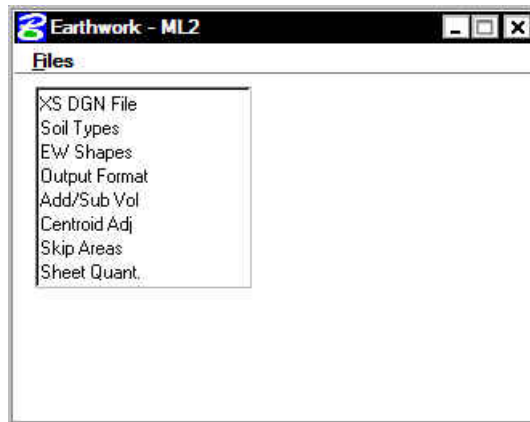 Earthwork - ML2
Files
XS DGN File
Soil Types
EW Shapes
Output Format
Add/Sub Vol
Centroid Adj
Skip Areas
Sheet Quant.